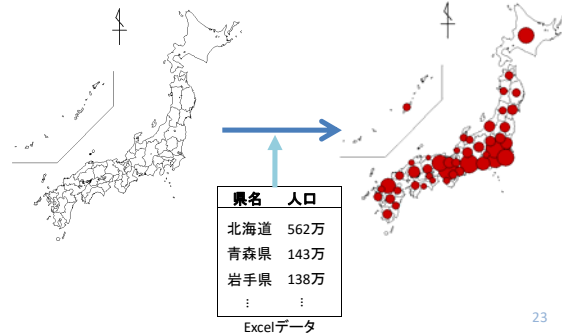 県名 人口
北海道 562万
青森県 143万
岩手県 138万
⋮ ⋮
Excelデータ
23